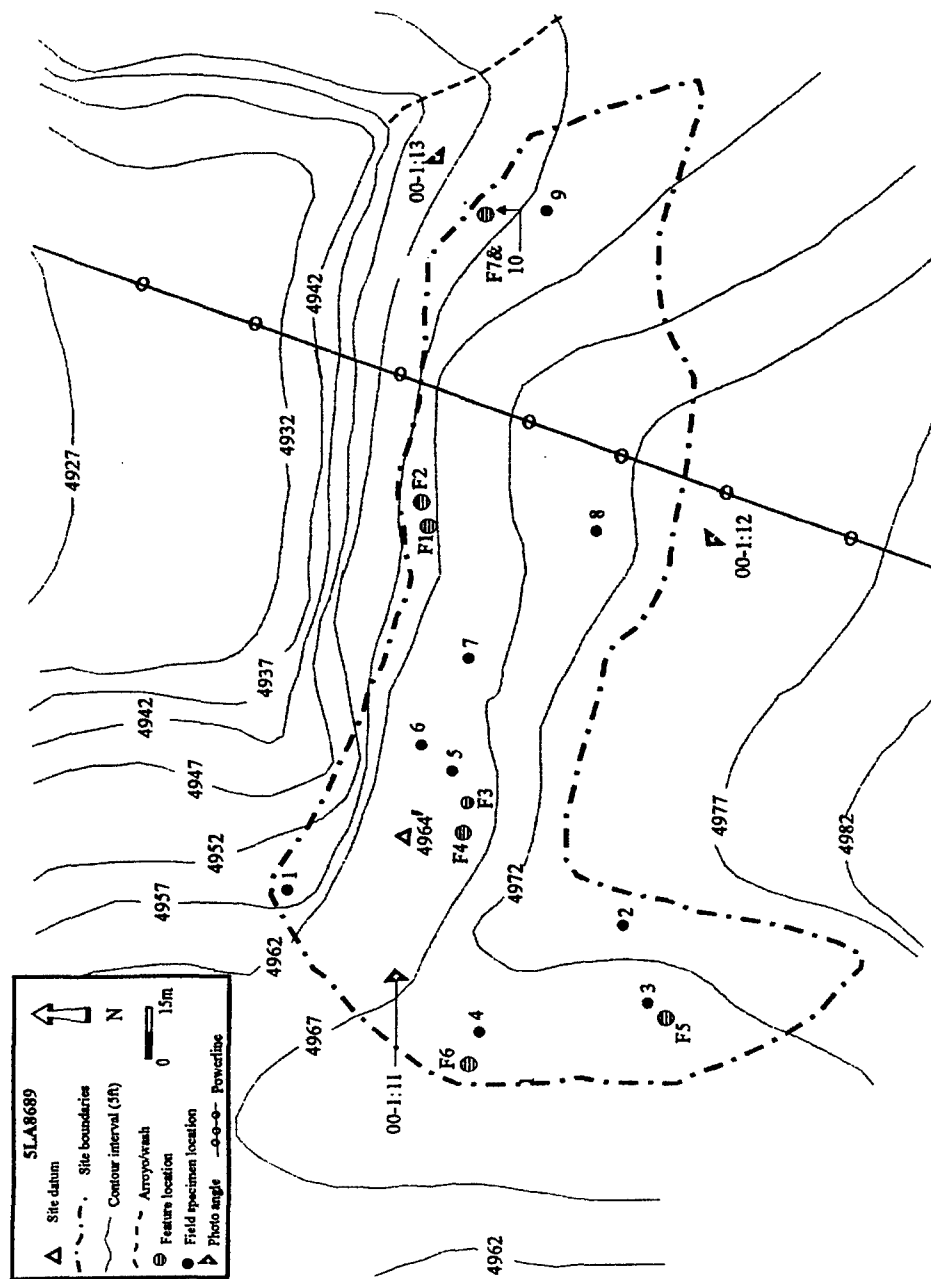 5LA8689
Site datum
Site boundaries
Contour interval (5ft)
Arroyo/wash
Feature location
Field specimen location
Photo angle
Powerline
N
0 15m
4962
4967
4962
4957
4952
4947
4942
4937
4932
4927
4942
4972
4977
4982
00-1:11
00-1:12
00-1:13
4964'
F1
F2
F3
F4
F5
F6
F7&
10
1
2
3
4
5
6
7
8
9